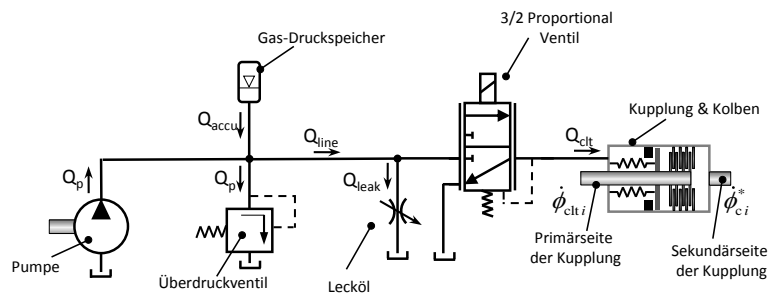 3/2 Proportional
Ventil
Gas-Druckspeicher
Kupplung & Kolben
Q_accu
Q_line
Q_clt
Q_p
Q_p
Q_leak
φ̇_clt i
φ̇*_c i
Primärseite
der Kupplung
Sekundärseite
der Kupplung
Pumpe
Überdruckventil
Lecköl